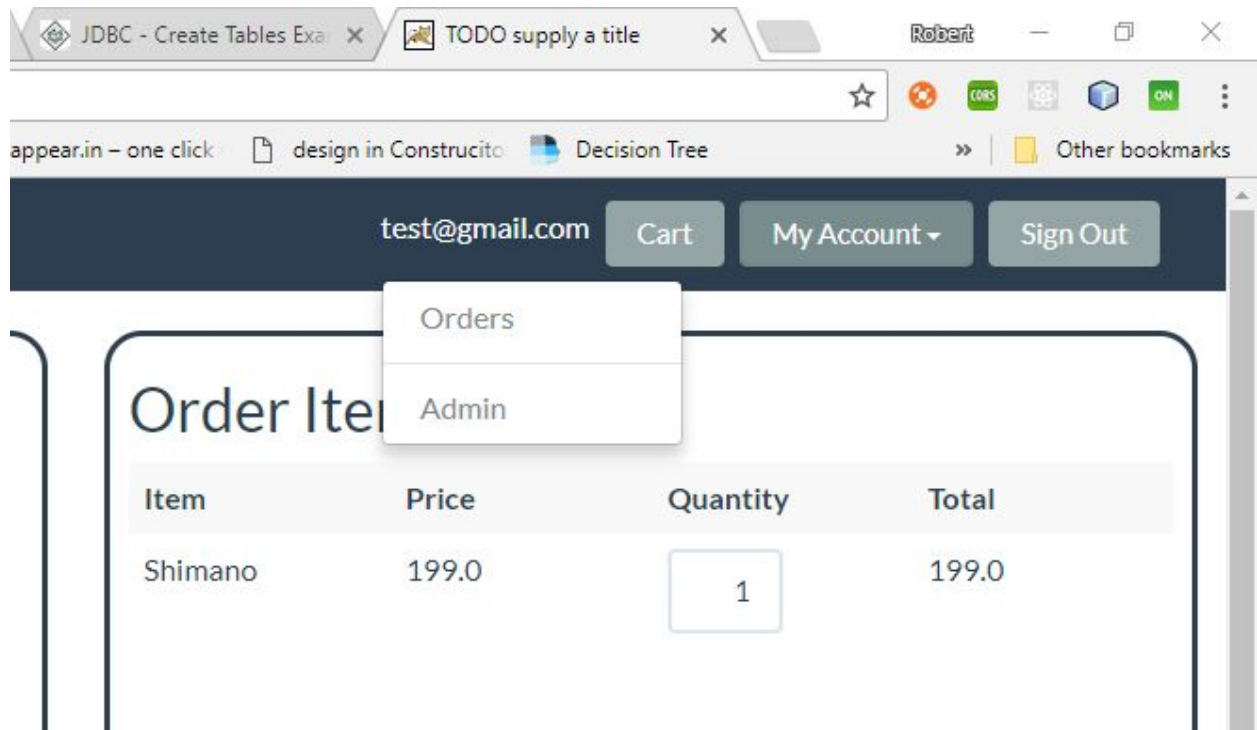 JDBC - Create Tables Exa TODO supply a title Robert
CORS ON
appear.in – one click design in Construcito Decision Tree » Other bookmarks
test@gmail.com Cart My Account Sign Out
Orders
Admin
Order Ite
Item Price Quantity Total
Shimano 199.0 1 199.0